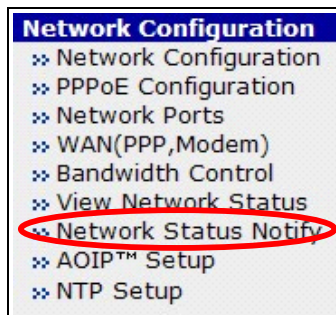 Network Configuration
» Network Configuration
» PPPoE Configuration
» Network Ports
» WAN(PPP,Modem)
» Bandwidth Control
» View Network Status
» Network Status Notify
» AOIP™ Setup
» NTP Setup